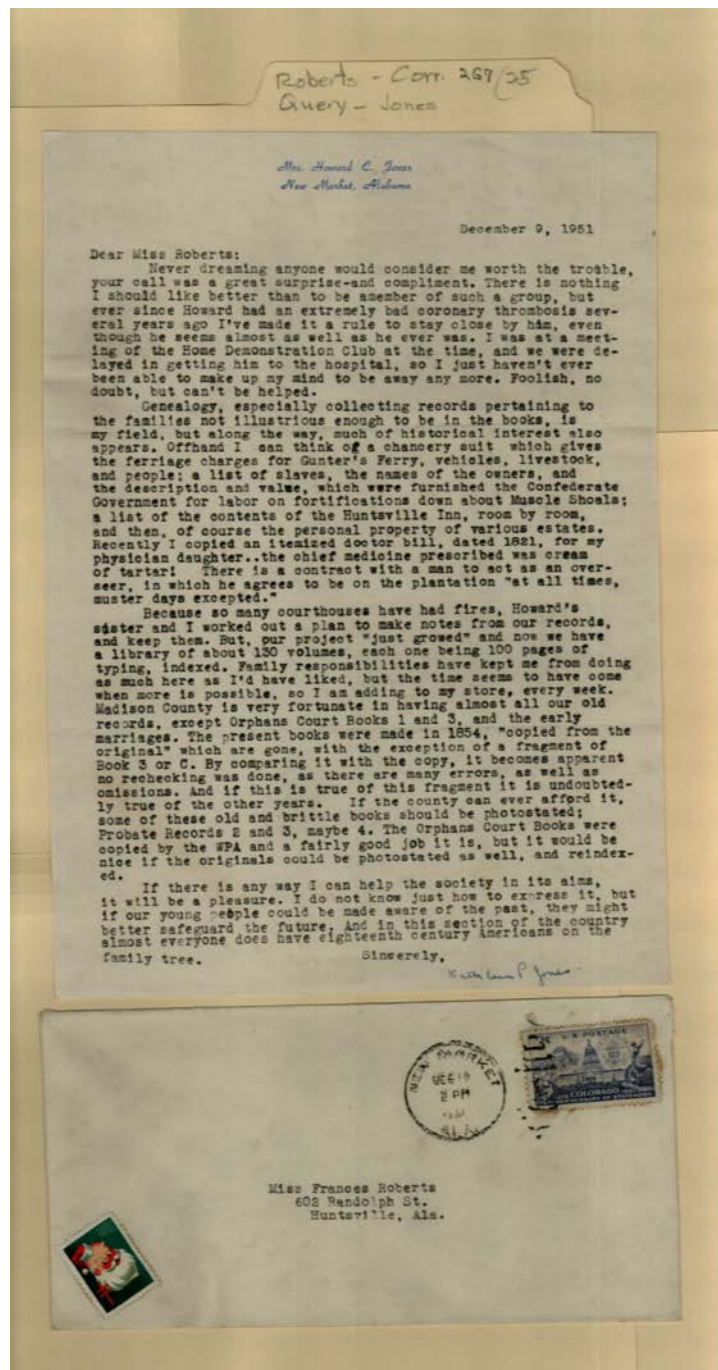 Roberts - Corr. 267/25
Query - Jones
Mrs. Howard C. Jones
New Market, Alabama
December 9, 1951
Dear Miss Roberts:
Never dreaming anyone would consider me worth the trouble,
your call was a great surprise-and compliment. There is nothing
I should like better than to be amember of such a group, but
ever since Howard had an extremely bad coronary thrombosis sev-
eral years ago I've made it a rule to stay close by him, even
though he seems almost as well as he ever was. I was at a meet-
ing of the Home Demonstration Club at the time, and we were de-
layed in getting him to the hospital, so I just haven't ever
been able to make up my mind to be away any more. Foolish, no
doubt, but can't be helped.
Genealogy, especially collecting records pertaining to
the families not illustrious enough to be in the books, is
my field, but along the way, much of historical interest also
appears. Offhand I can think of a chancery suit which gives
the ferriage charges for Gunter's Ferry, vehicles, livestock,
and people; a list of slaves, the names of the owners, and
the description and value, which were furnished the Confederate
Government for labor on fortifications down about Muscle Shoals;
a list of the contents of the Huntsville Inn, room by room,
and then, of course the personal property of various estates.
Recently I copied an itemized doctor bill, dated 1821, for my
physician daughter..the chief medicine prescribed was cream
of tartar! There is a contract with a man to act as an over-
seer, in which he agrees to be on the plantation "at all times,
muster days excepted."
Because so many courthouses have had fires, Howard's
sister and I worked out a plan to make notes from our records,
and keep them. But, our project "just growed" and now we have
a library of about 130 volumes, each one being 100 pages of
typing, indexed. Family responsibilities have kept me from doing
as much here as I'd have liked, but the time seems to have come
when more is possible, so I am adding to my store, every week.
Madison County is very fortunate in having almost all our old
records, except Orphans Court Books 1 and 3, and the early
marriages. The present books were made in 1854, "copied from the
original" which are gone, with the exception of a fragment of
Book 3 or C. By comparing it with the copy, it becomes apparent
no rechecking was done, as there are many errors, as well as
omissions. And if this is true of this fragment it is undoubted-
ly true of the other years. If the county can ever afford it,
some of these old and brittle books should be photostated;
Probate Records 2 and 3, maybe 4. The Orphans Court Books were
copied by the WPA and a fairly good job it is, but it would be
nice if the originals could be photostated as well, and reindex-
ed.
If there is any way I can help the society in its aims,
it will be a pleasure. I do not know just how to express it, but
if our young people could be made aware of the past, they might
better safeguard the future. And in this section of the country
almost everyone does have eighteenth century Americans on the
family tree. Sincerely,
Kathleen P Jones
NEW MARKET
DEC
2 PM
ALA.
U.S. POSTAGE
COLORADO
ANNIVERSARY OF STATEHOOD
Miss Frances Roberts
602 Randolph St.
Huntsville, Ala.